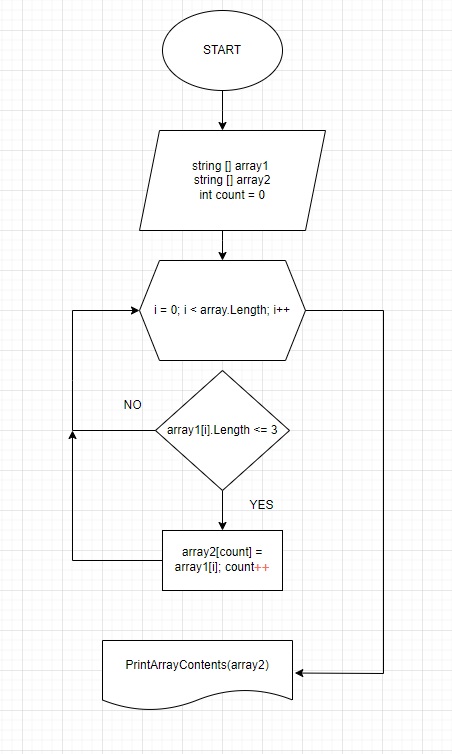 START
string [] array1
string [] array2
int count = 0
i = 0; i < array.Length; i++
NO
array1[i].Length <= 3
YES
array2[count] =
array1[i]; count++
PrintArrayContents(array2)